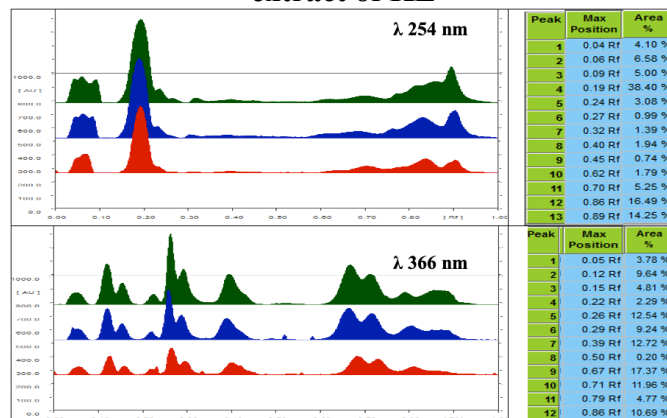 extract of HE
λ 254 nm
1000.0
[ AU ]
800.0
700.0
600.0
500.0
400.0
300.0
200.0
0.0
0.00 0.10 0.20 0.30 0.40 0.50 0.60 0.70 0.80 [Rf] 1.00
Peak Max Position Area %
1 0.04 Rf 4.10 %
2 0.06 Rf 6.58 %
3 0.09 Rf 5.00 %
4 0.19 Rf 38.40 %
5 0.24 Rf 3.08 %
6 0.27 Rf 0.99 %
7 0.32 Rf 1.39 %
8 0.40 Rf 1.94 %
9 0.45 Rf 0.74 %
10 0.62 Rf 1.79 %
11 0.70 Rf 5.25 %
12 0.86 Rf 16.49 %
13 0.89 Rf 14.25 %
λ 366 nm
1000.0
[ AU ]
800.0
700.0
600.0
500.0
400.0
300.0
200.0
0.0
Peak Max Position Area %
1 0.05 Rf 3.78 %
2 0.12 Rf 9.64 %
3 0.15 Rf 4.81 %
4 0.22 Rf 2.29 %
5 0.26 Rf 12.54 %
6 0.29 Rf 9.24 %
7 0.39 Rf 12.72 %
8 0.50 Rf 0.20 %
9 0.67 Rf 17.37 %
10 0.71 Rf 11.96 %
11 0.79 Rf 4.77 %
12 0.86 Rf 10.69 %